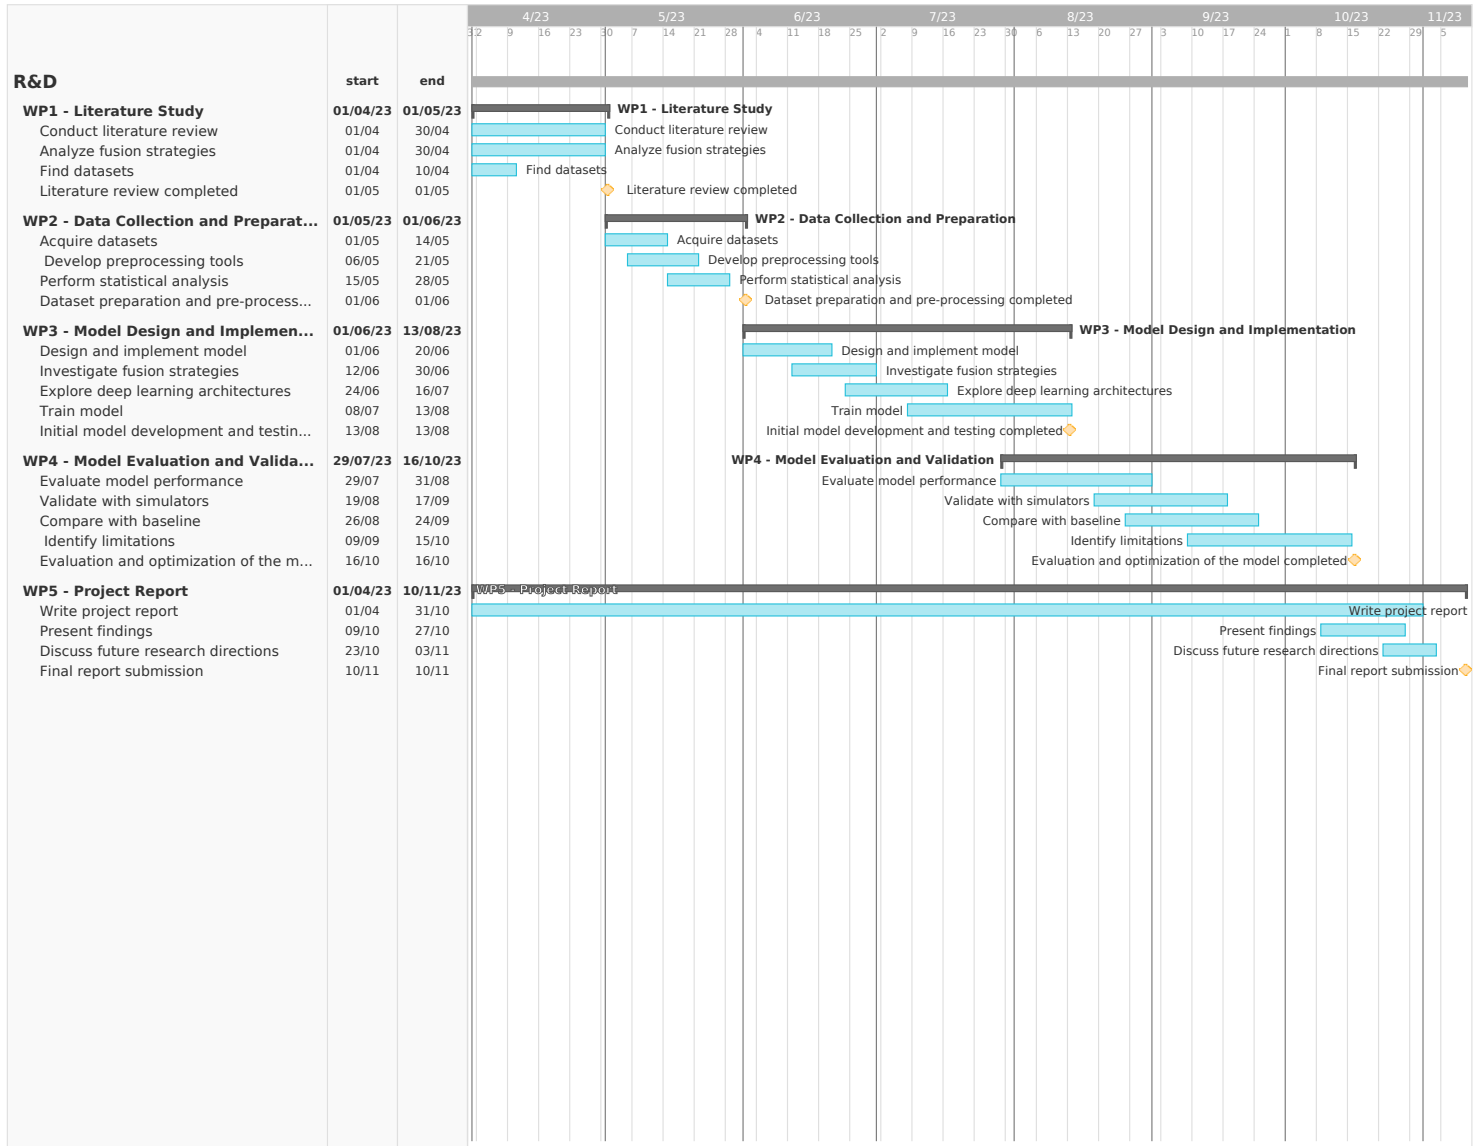 4/23 5/23 6/23 7/23 8/23 9/23 10/23 11/23
31 2 9 16 23 30 7 14 21 28 4 11 18 25 2 9 16 23 30 6 13 20 27 3 10 17 24 1 8 15 22 29 5
R&D start end
WP1 - Literature Study 01/04/23 01/05/23 WP1 - Literature Study
Conduct literature review 01/04 30/04 Conduct literature review
Analyze fusion strategies 01/04 30/04 Analyze fusion strategies
Find datasets 01/04 10/04 Find datasets
Literature review completed 01/05 01/05 Literature review completed
WP2 - Data Collection and Preparat... 01/05/23 01/06/23 WP2 - Data Collection and Preparation
Acquire datasets 01/05 14/05 Acquire datasets
Develop preprocessing tools 06/05 21/05 Develop preprocessing tools
Perform statistical analysis 15/05 28/05 Perform statistical analysis
Dataset preparation and pre-process... 01/06 01/06 Dataset preparation and pre-processing completed
WP3 - Model Design and Implemen... 01/06/23 13/08/23 WP3 - Model Design and Implementation
Design and implement model 01/06 20/06 Design and implement model
Investigate fusion strategies 12/06 30/06 Investigate fusion strategies
Explore deep learning architectures 24/06 16/07 Explore deep learning architectures
Train model 08/07 13/08 Train model
Initial model development and testin... 13/08 13/08 Initial model development and testing completed
WP4 - Model Evaluation and Valida... 29/07/23 16/10/23 WP4 - Model Evaluation and Validation
Evaluate model performance 29/07 31/08 Evaluate model performance
Validate with simulators 19/08 17/09 Validate with simulators
Compare with baseline 26/08 24/09 Compare with baseline
Identify limitations 09/09 15/10 Identify limitations
Evaluation and optimization of the m... 16/10 16/10 Evaluation and optimization of the model completed
WP5 - Project Report 01/04/23 10/11/23 WP5 - Project Report
Write project report 01/04 31/10 Write project report
Present findings 09/10 27/10 Present findings
Discuss future research directions 23/10 03/11 Discuss future research directions
Final report submission 10/11 10/11 Final report submission